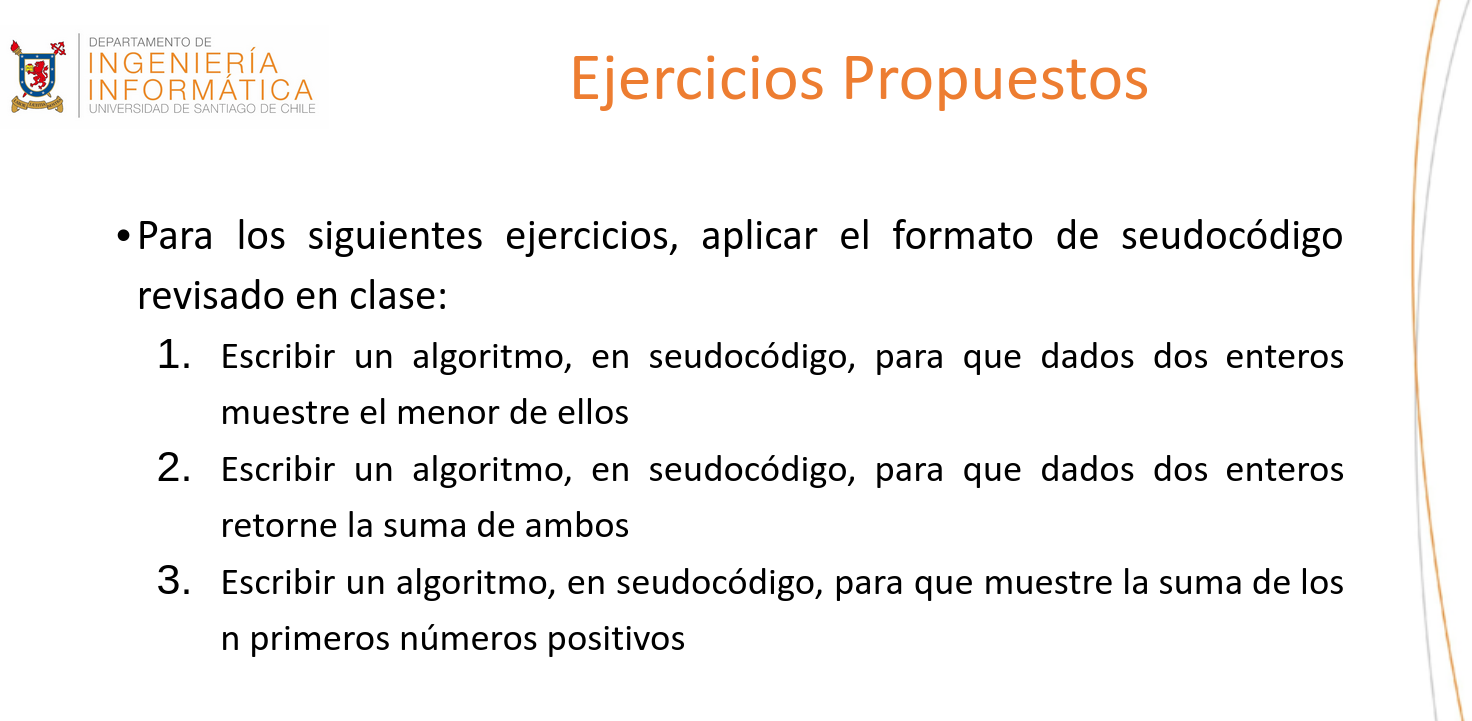 DEPARTAMENTO DE
INGENIERÍA
INFORMÁTICA
UNIVERSIDAD DE SANTIAGO DE CHILE
Ejercicios Propuestos
•Para los siguientes ejercicios, aplicar el formato de seudocódigo
revisado en clase:
1. Escribir un algoritmo, en seudocódigo, para que dados dos enteros
muestre el menor de ellos
2. Escribir un algoritmo, en seudocódigo, para que dados dos enteros
retorne la suma de ambos
3. Escribir un algoritmo, en seudocódigo, para que muestre la suma de los
n primeros números positivos